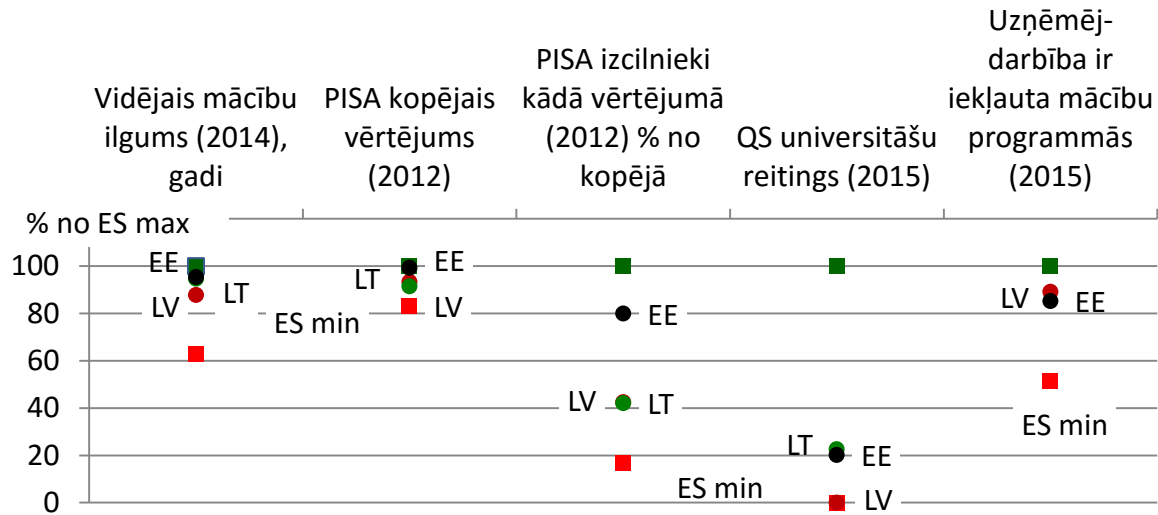 Vidējais mācību
ilgums (2014),
gadi
PISA kopējais
vērtējums
(2012)
PISA izcilnieki
kādā vērtējumā
(2012) % no
kopējā
QS universitāšu
reitings (2015)
Uzņēmēj-
darbība ir
iekļauta mācību
programmās
(2015)
% no ES max
100
80
60
40
20
0
EE
LT
LV
EE
LT
LV
ES min
EE
LV
LT
LT
EE
LV
ES min
LV
EE
ES min